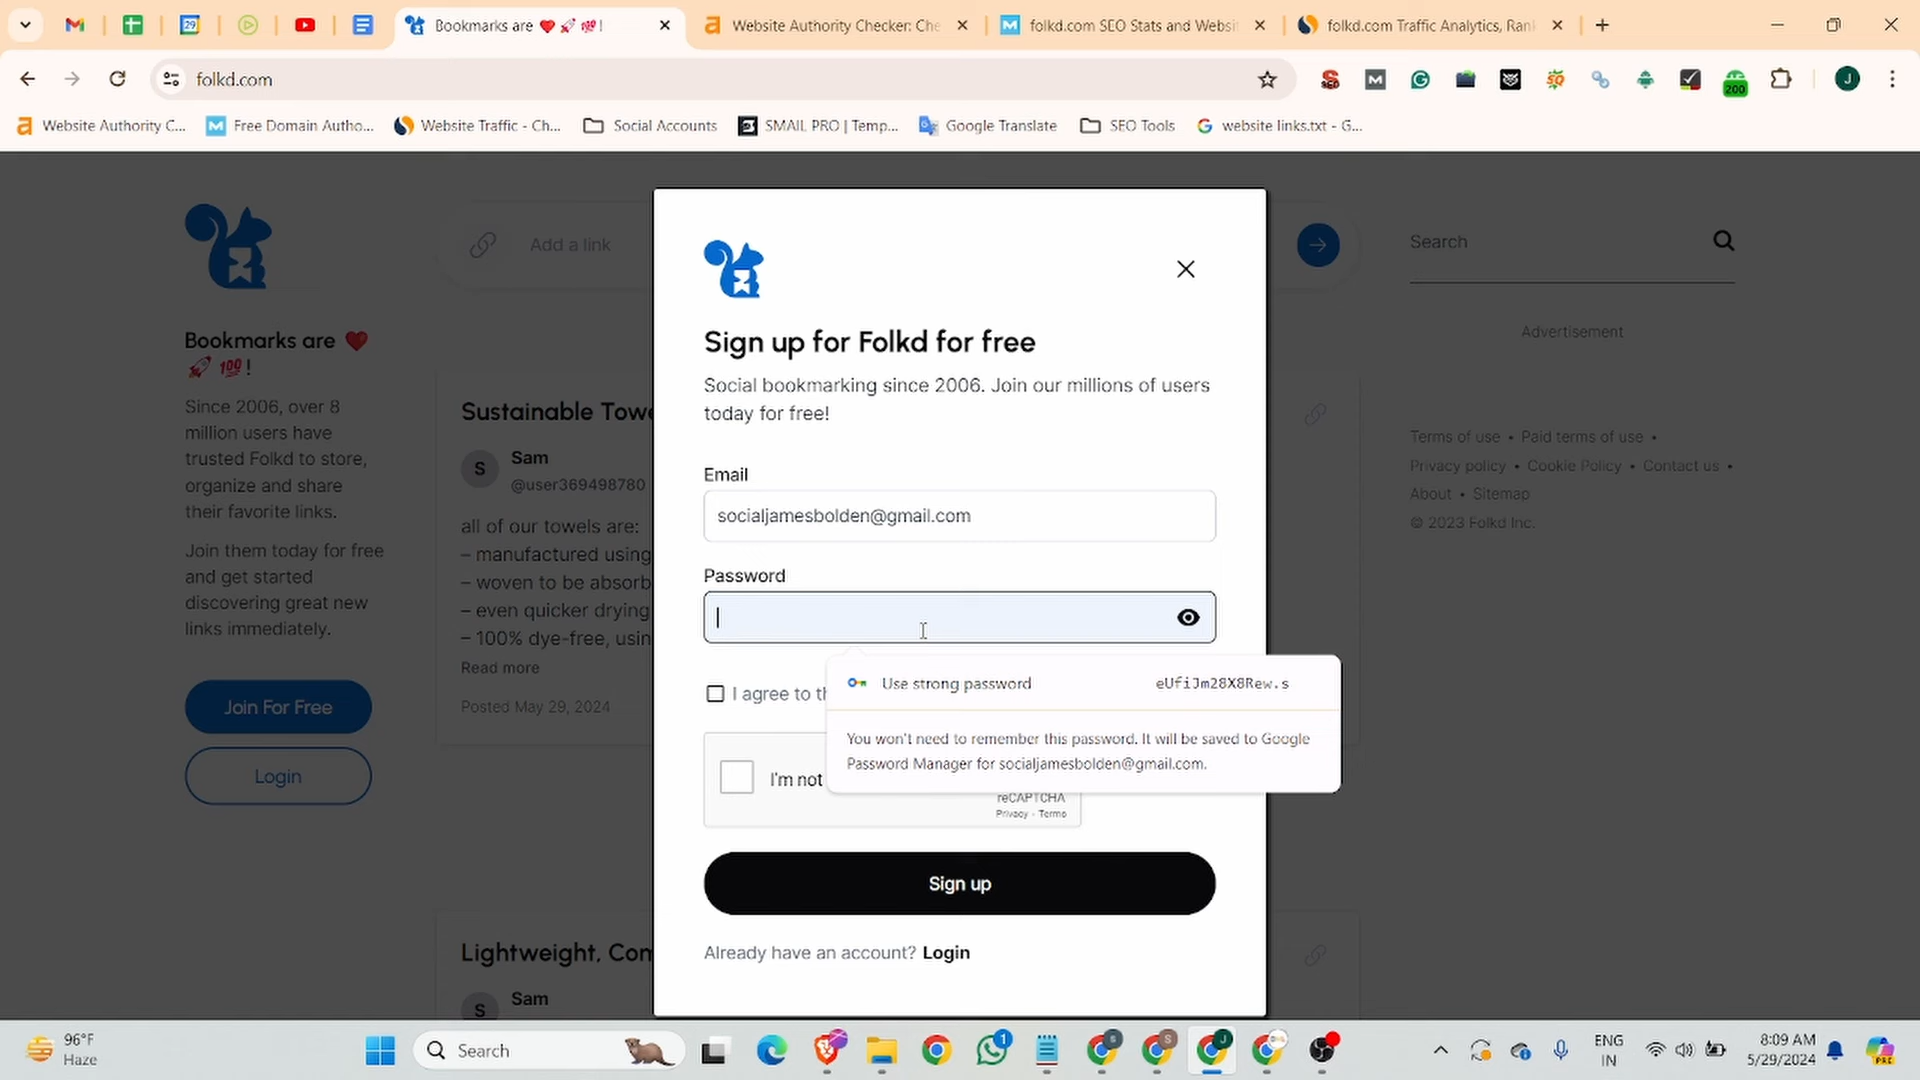 Bookmarks are ❤️ 🚀 💯 !
Website Authority Checker: Che
folkd.com SEO Stats and Websi
folkd.com Traffic Analytics, Rank
folkd.com
200
J
Website Authority C...
Free Domain Autho...
Website Traffic - Ch...
Social Accounts
SMAIL PRO | Temp...
Google Translate
SEO Tools
website links.txt - G...
Add a link
Search
Advertisement
Bookmarks are ❤️
🚀 💯 !
Since 2006, over 8
million users have
trusted Folkd to store,
organize and share
their favorite links.
Join them today for free
and get started
discovering great new
links immediately.
Join For Free
Login
Sustainable Towe
S
Sam
@user369498780
all of our towels are:
– manufactured using
– woven to be absorb
– even quicker drying
– 100% dye-free, usin
Read more
Posted May 29, 2024
Lightweight, Con
S
Sam
Sign up for Folkd for free
Social bookmarking since 2006. Join our millions of users
today for free!
Email
socialjamesbolden@gmail.com
Password
Use strong password
eUfiJm28X8Rew.s
You won't need to remember this password. It will be saved to Google
Password Manager for socialjamesbolden@gmail.com.
I agree to th
I'm not
reCAPTCHA
Privacy - Terms
Sign up
Already have an account? Login
Terms of use • Paid terms of use •
Privacy policy • Cookie Policy • Contact us •
About • Sitemap
© 2023 Folkd Inc.
96°F
Haze
Search
ENG
IN
8:09 AM
5/29/2024